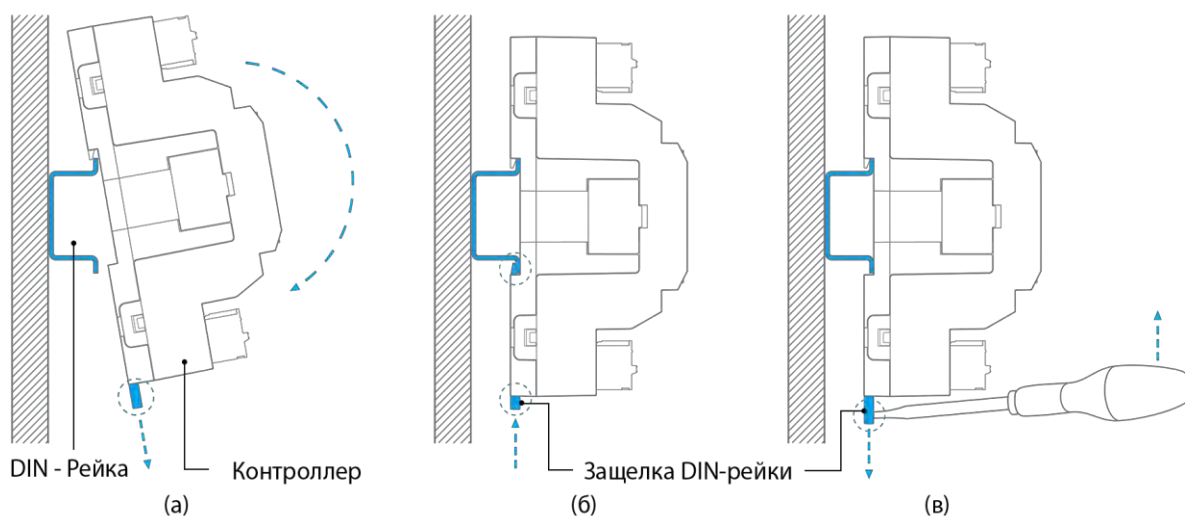 DIN - Рейка
Контроллер
Защелка DIN-рейки
(а)
(б)
(в)